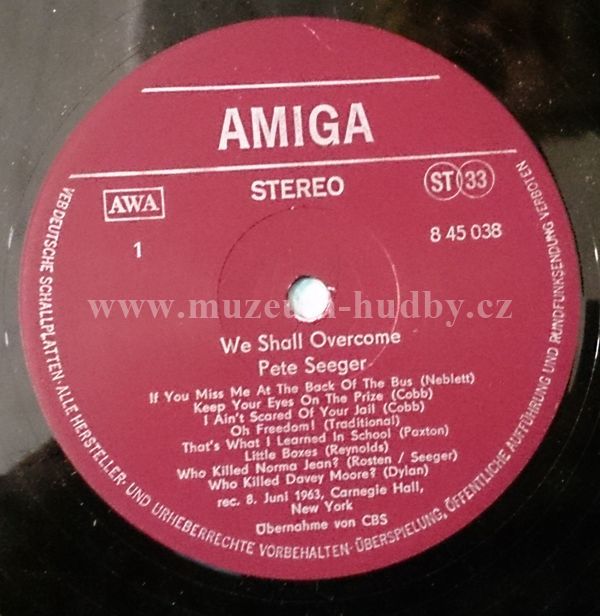 AMIGA
STEREO
ST 33
AWA
1
8 45 038
www.muzeum-hudby.cz
We Shall Overcome
Pete Seeger
If You Miss Me At The Back Of The Bus (Neblett)
Keep Your Eyes On The Prize (Cobb)
I Ain't Scared Of Your Jail (Cobb)
Oh Freedom! (Traditional)
That's What I Learned In School (Paxton)
Little Boxes (Reynolds)
Who Killed Norma Jean? (Rosten / Seeger)
Who Killed Davey Moore? (Dylan)
rec. 8. Juni 1963, Carnegie Hall,
New York
Übernahme von CBS
VEB DEUTSCHE SCHALLPLATTEN · ALLE HERSTELLER- UND URHEBERRECHTE VORBEHALTEN · ÜBERSPIELUNG, ÖFFENTLICHE AUFFÜHRUNG UND RUNDFUNKSENDUNG VERBOTEN